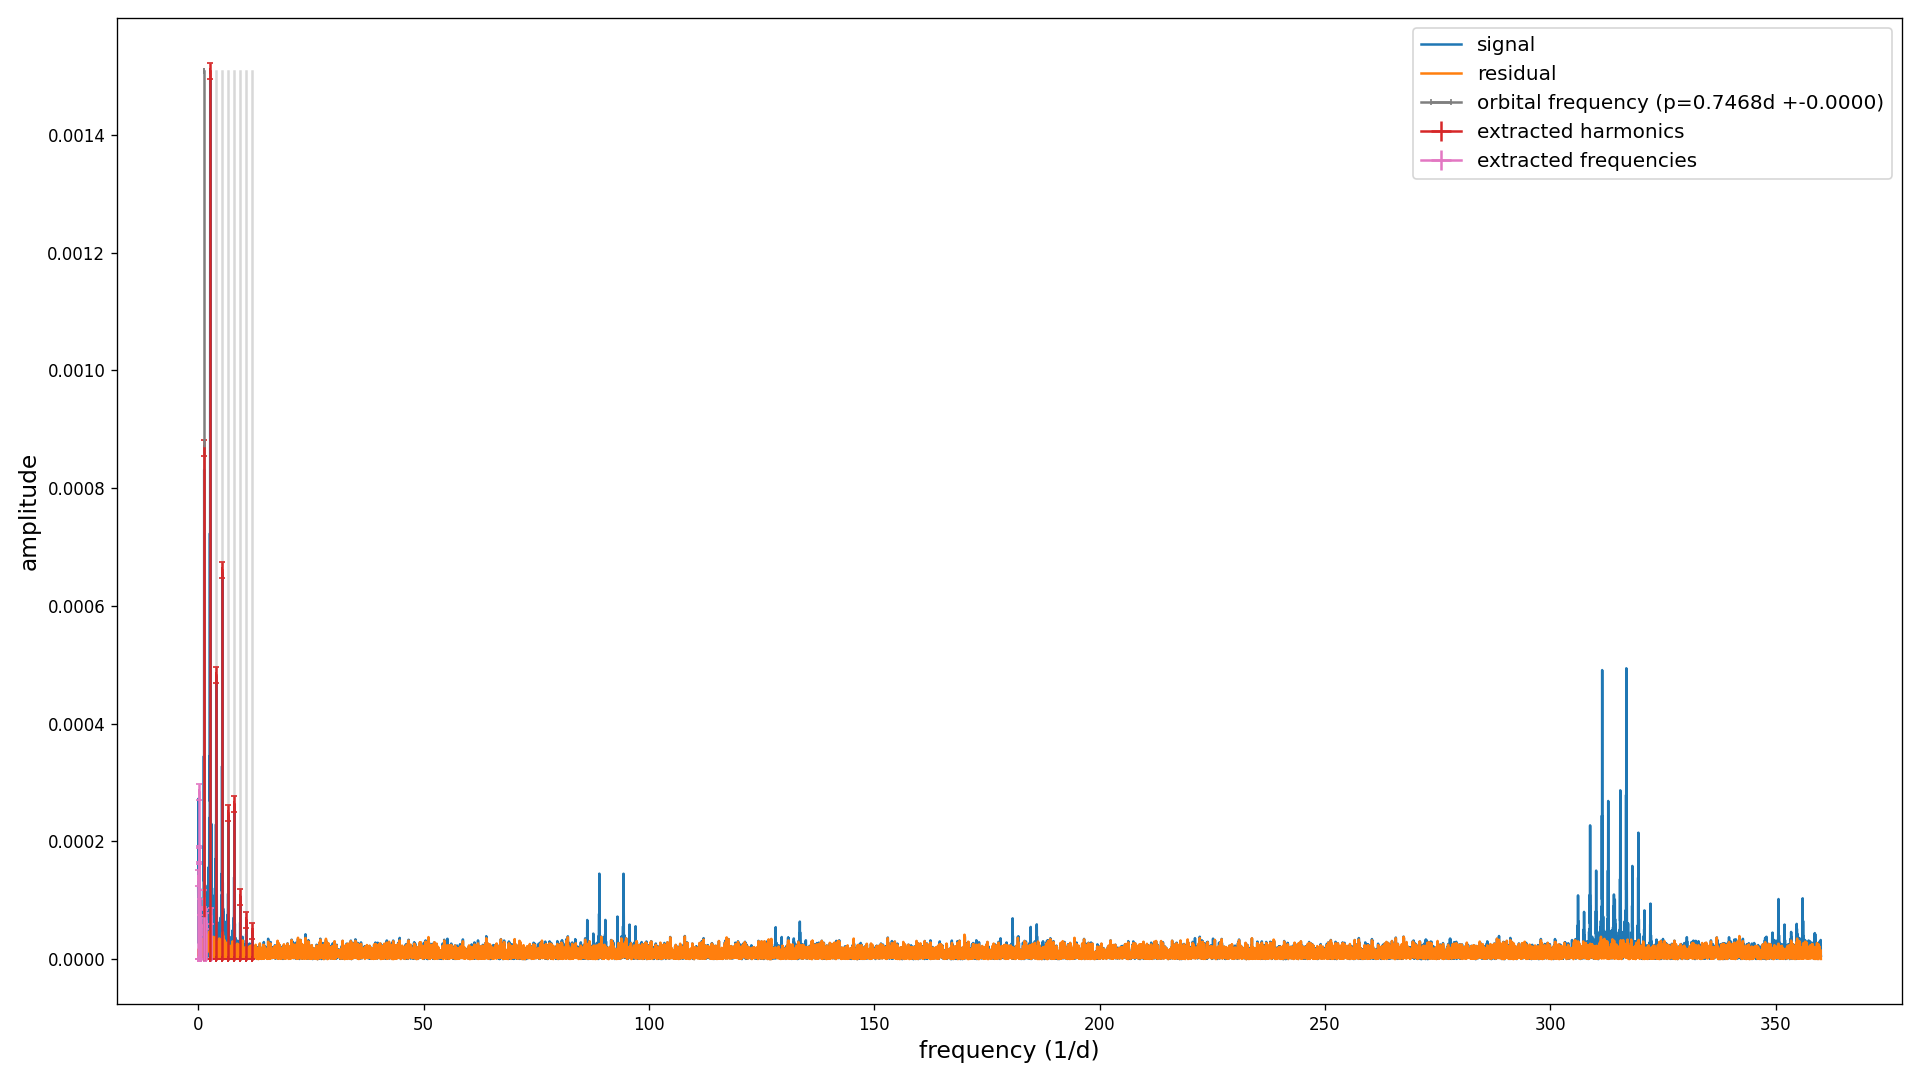 signal
residual
orbital frequency (p=0.7468d +-0.0000)
extracted harmonics
extracted frequencies
0.0014
0.0012
0.0010
0.0008
0.0006
0.0004
0.0002
0.0000
amplitude
0 50 100 150 200 250 300 350
frequency (1/d)